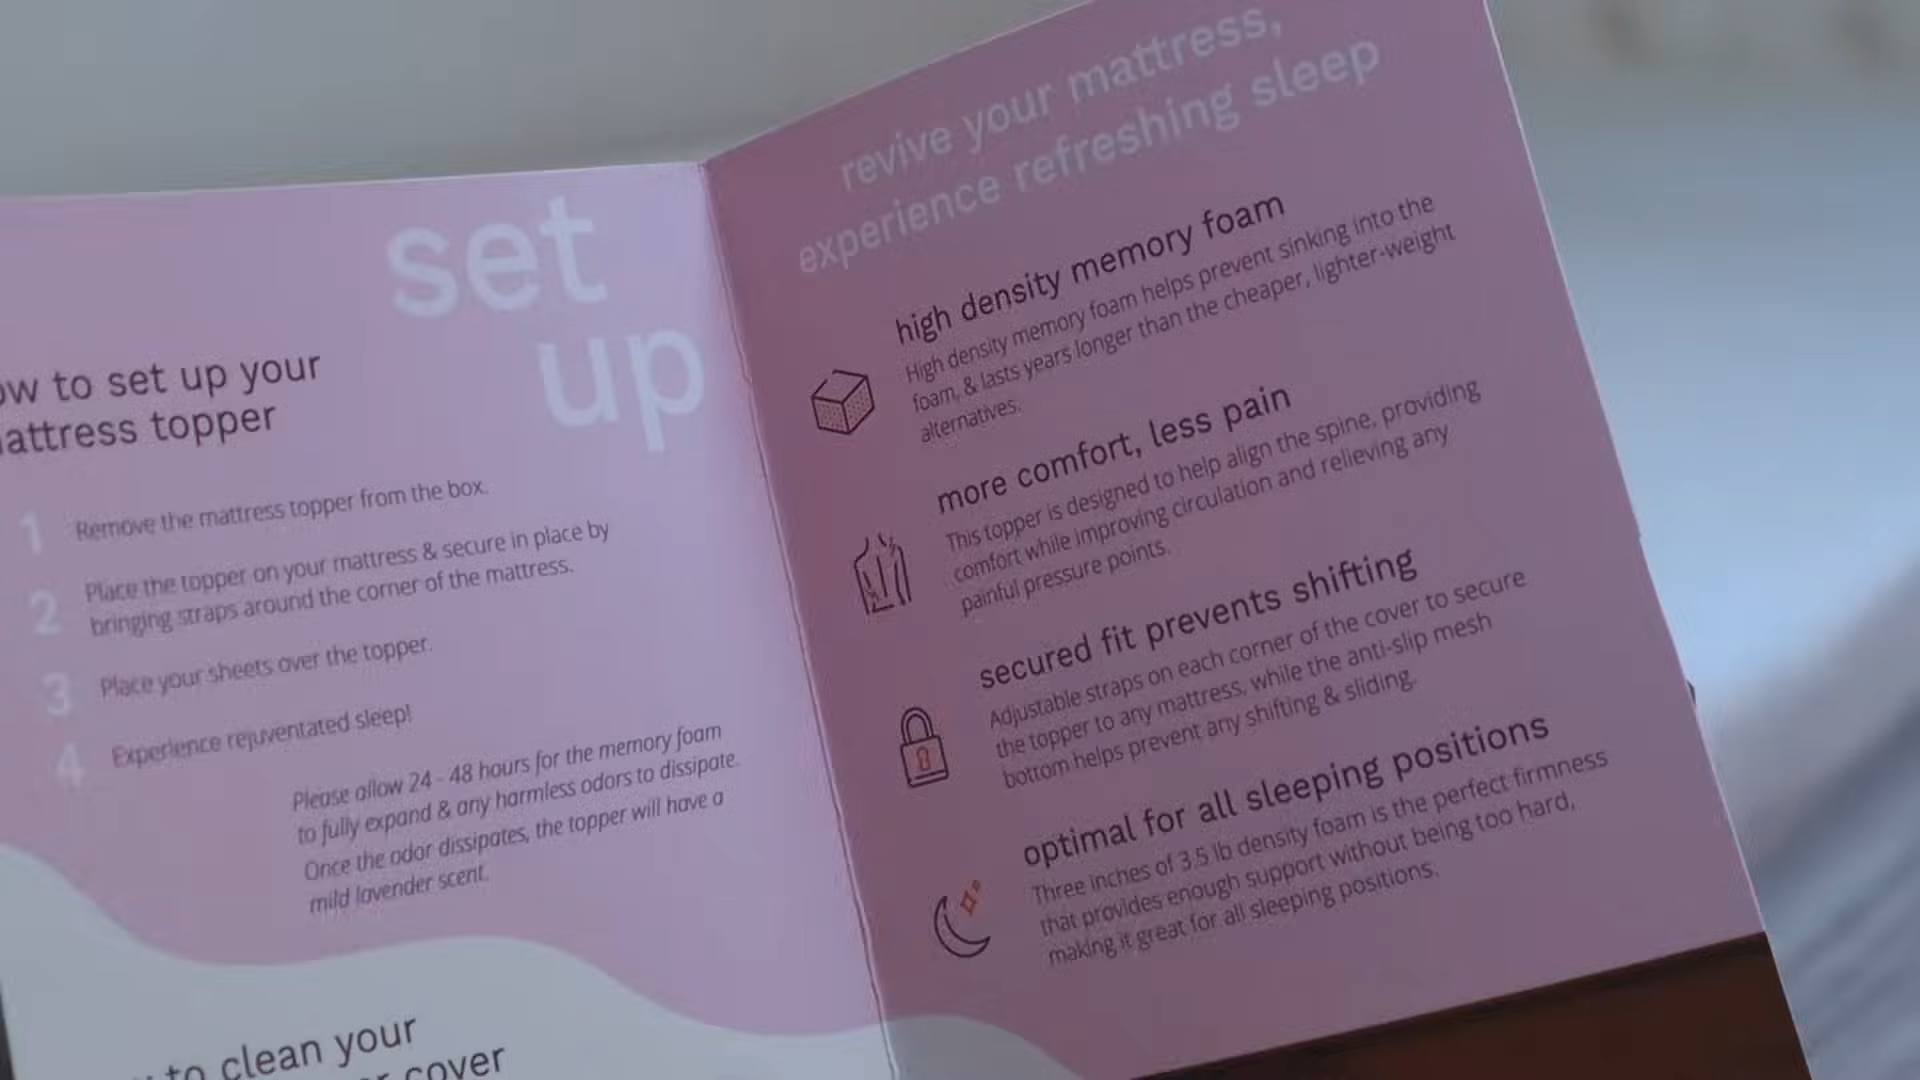 set
up
ow to set up your
attress topper
1 Remove the mattress topper from the box.
2 Place the topper on your mattress & secure in place by
bringing straps around the corner of the mattress.
3 Place your sheets over the topper.
4 Experience rejuventated sleep!
Please allow 24 - 48 hours for the memory foam
to fully expand & any harmless odors to dissipate.
Once the odor dissipates, the topper will have a
mild lavender scent.
to clean your
cover
revive your mattress,
experience refreshing sleep
high density memory foam
High density memory foam helps prevent sinking into the
foam, & lasts years longer than the cheaper, lighter-weight
alternatives.
more comfort, less pain
This topper is designed to help align the spine, providing
comfort while improving circulation and relieving any
painful pressure points.
secured fit prevents shifting
Adjustable straps on each corner of the cover to secure
the topper to any mattress, while the anti-slip mesh
bottom helps prevent any shifting & sliding.
optimal for all sleeping positions
Three inches of 3.5 lb density foam is the perfect firmness
that provides enough support without being too hard,
making it great for all sleeping positions.